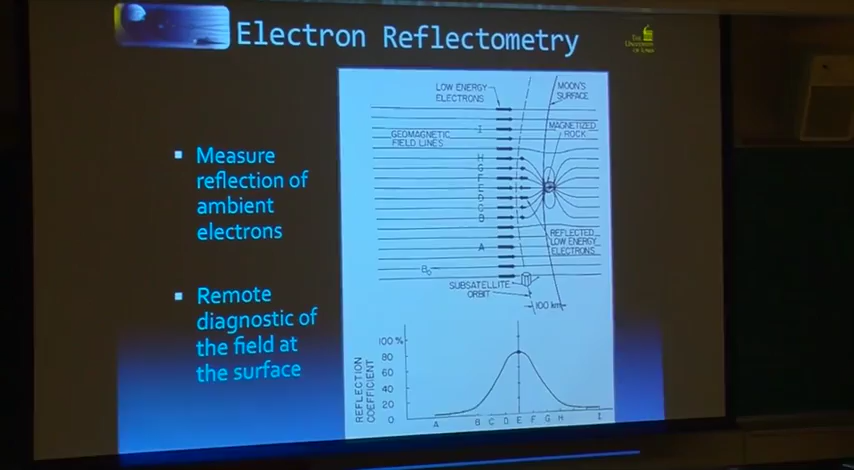 Electron Reflectometry
THE
UNIVERSITY
OF IOWA
▪ Measure
reflection of
ambient
electrons
▪ Remote
diagnostic of
the field at
the surface
LOW ENERGY
ELECTRONS
MOON'S
SURFACE
GEOMAGNETIC
FIELD LINES
MAGNETIZED
ROCK
I
H
G
F
E
D
C
B
A
REFLECTED
LOW ENERGY
ELECTRONS
B₀
SUBSATELLITE
ORBIT
100 km
REFLECTION
COEFFICIENT
100%
80
60
40
20
0
A B C D E F G H I